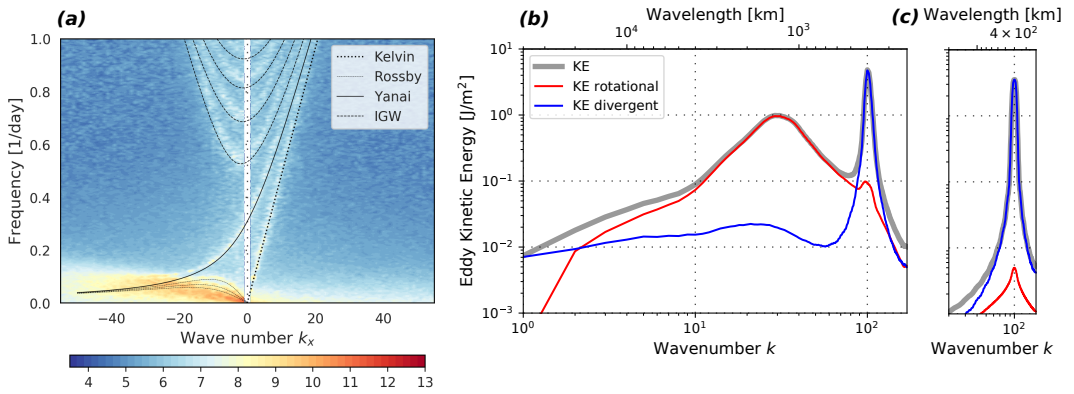 (a)
1.0
0.8
0.6
0.4
0.2
0.0
Frequency [1/day]
Kelvin
Rossby
Yanai
IGW
−40
−20
0
20
40
Wave number kₓ
4
5
6
7
8
9
10
11
12
13
(b)
Wavelength [km]
10⁴
10³
10¹
10⁰
10⁻¹
10⁻²
10⁻³
Eddy Kinetic Energy [J/m²]
KE
KE rotational
KE divergent
10⁰
10¹
10²
Wavenumber k
(c)
Wavelength [km]
4 × 10²
10²
Wavenumber k